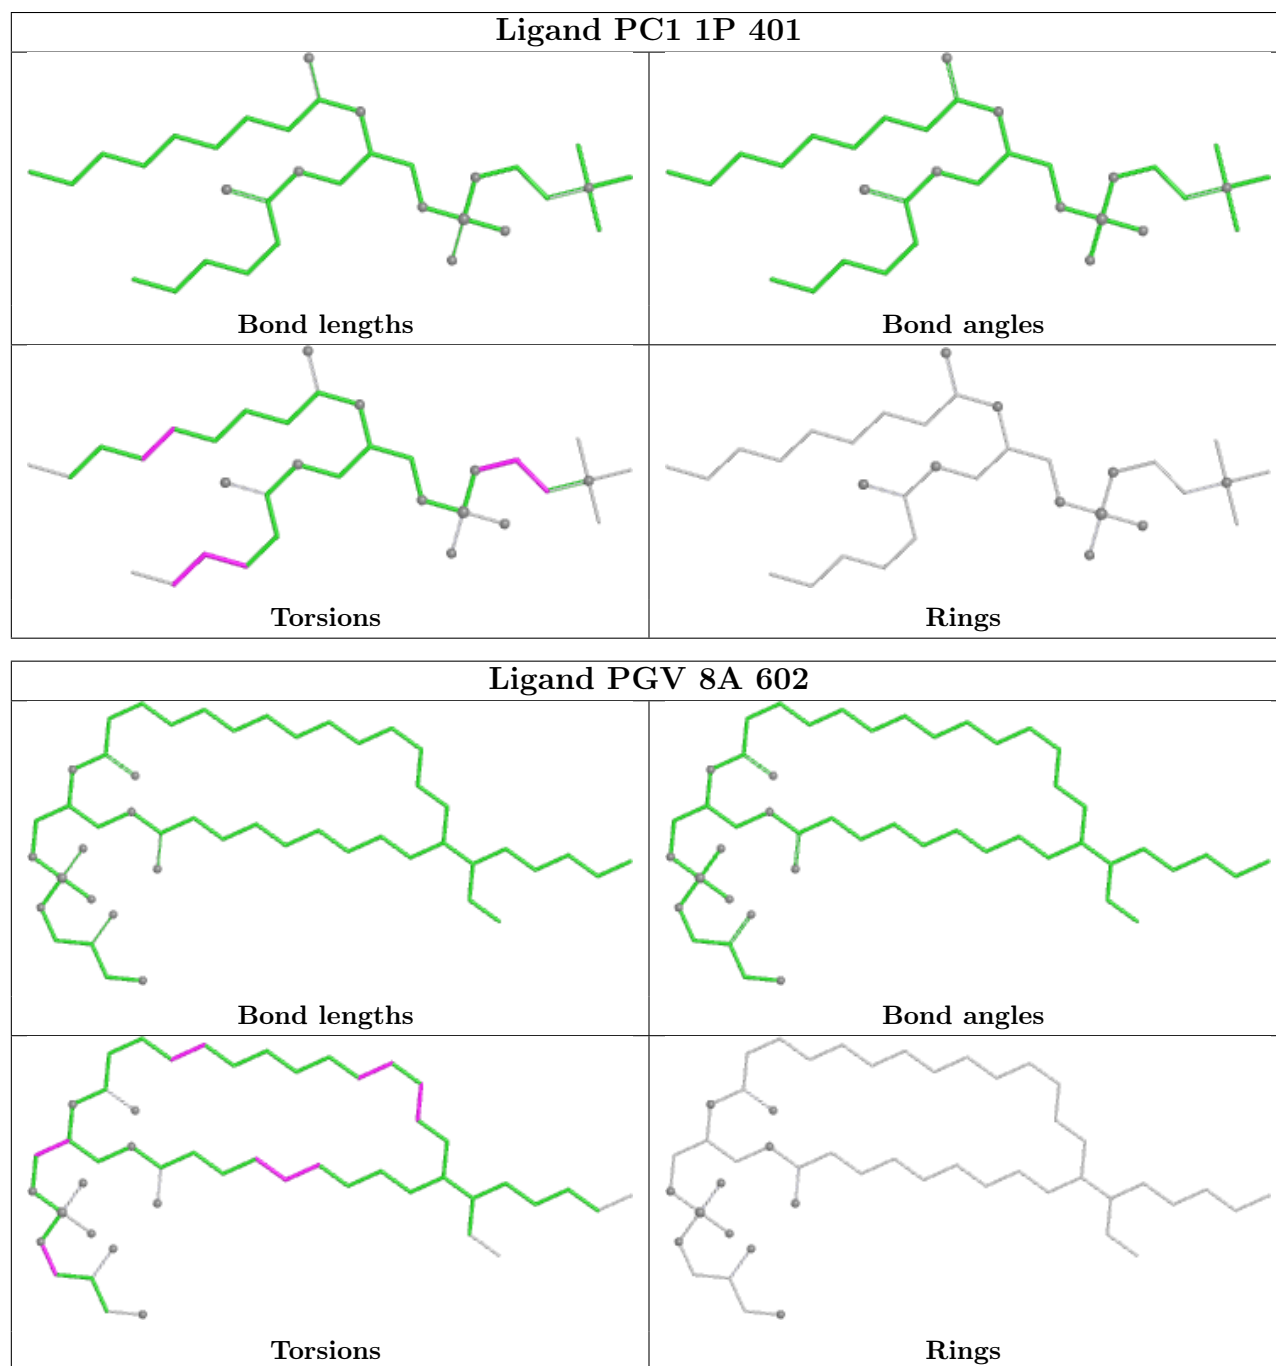 Ligand PC1 1P 401
Bond lengths
Bond angles
Torsions
Rings
Ligand PGV 8A 602
Bond lengths
Bond angles
Torsions
Rings